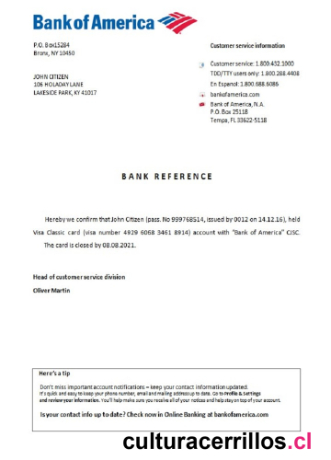 Bank of America
P.O. Box15284
Bronx, NY 10450
Customer service information
Customer service: 1.800.432.1000
TDD/TTY users only: 1.800.288.4408
En Espanol: 1.800.688.6086
bankofamerica.com
Bank of America, N.A.
P.O. Box 25118
Tampa, FL 33622-5118
JOHN CITIZEN
106 HOLADAY LANE
LAKESIDE PARK, KY 41017
BANK REFERENCE
Hereby we confirm that John Citizen (pass. No 999768514, issued by 0012 on 14.12.16), held
Visa Classic card (visa number 4929 6068 3461 8914) account with "Bank of America" CJSC.
The card is closed by 08.08.2021.
Head of customer service division
Oliver Martin
Here's a tip
Don't miss important account notifications – keep your contact information updated.
It's quick and easy to keep your phone number, email and mailing address up to date. Go to Profile & Settings
and review your information. You'll help make sure you receive all of your notices and help stay on top of your account.
Is your contact info up to date? Check now in Online Banking at bankofamerica.com
culturacerrillos.cl